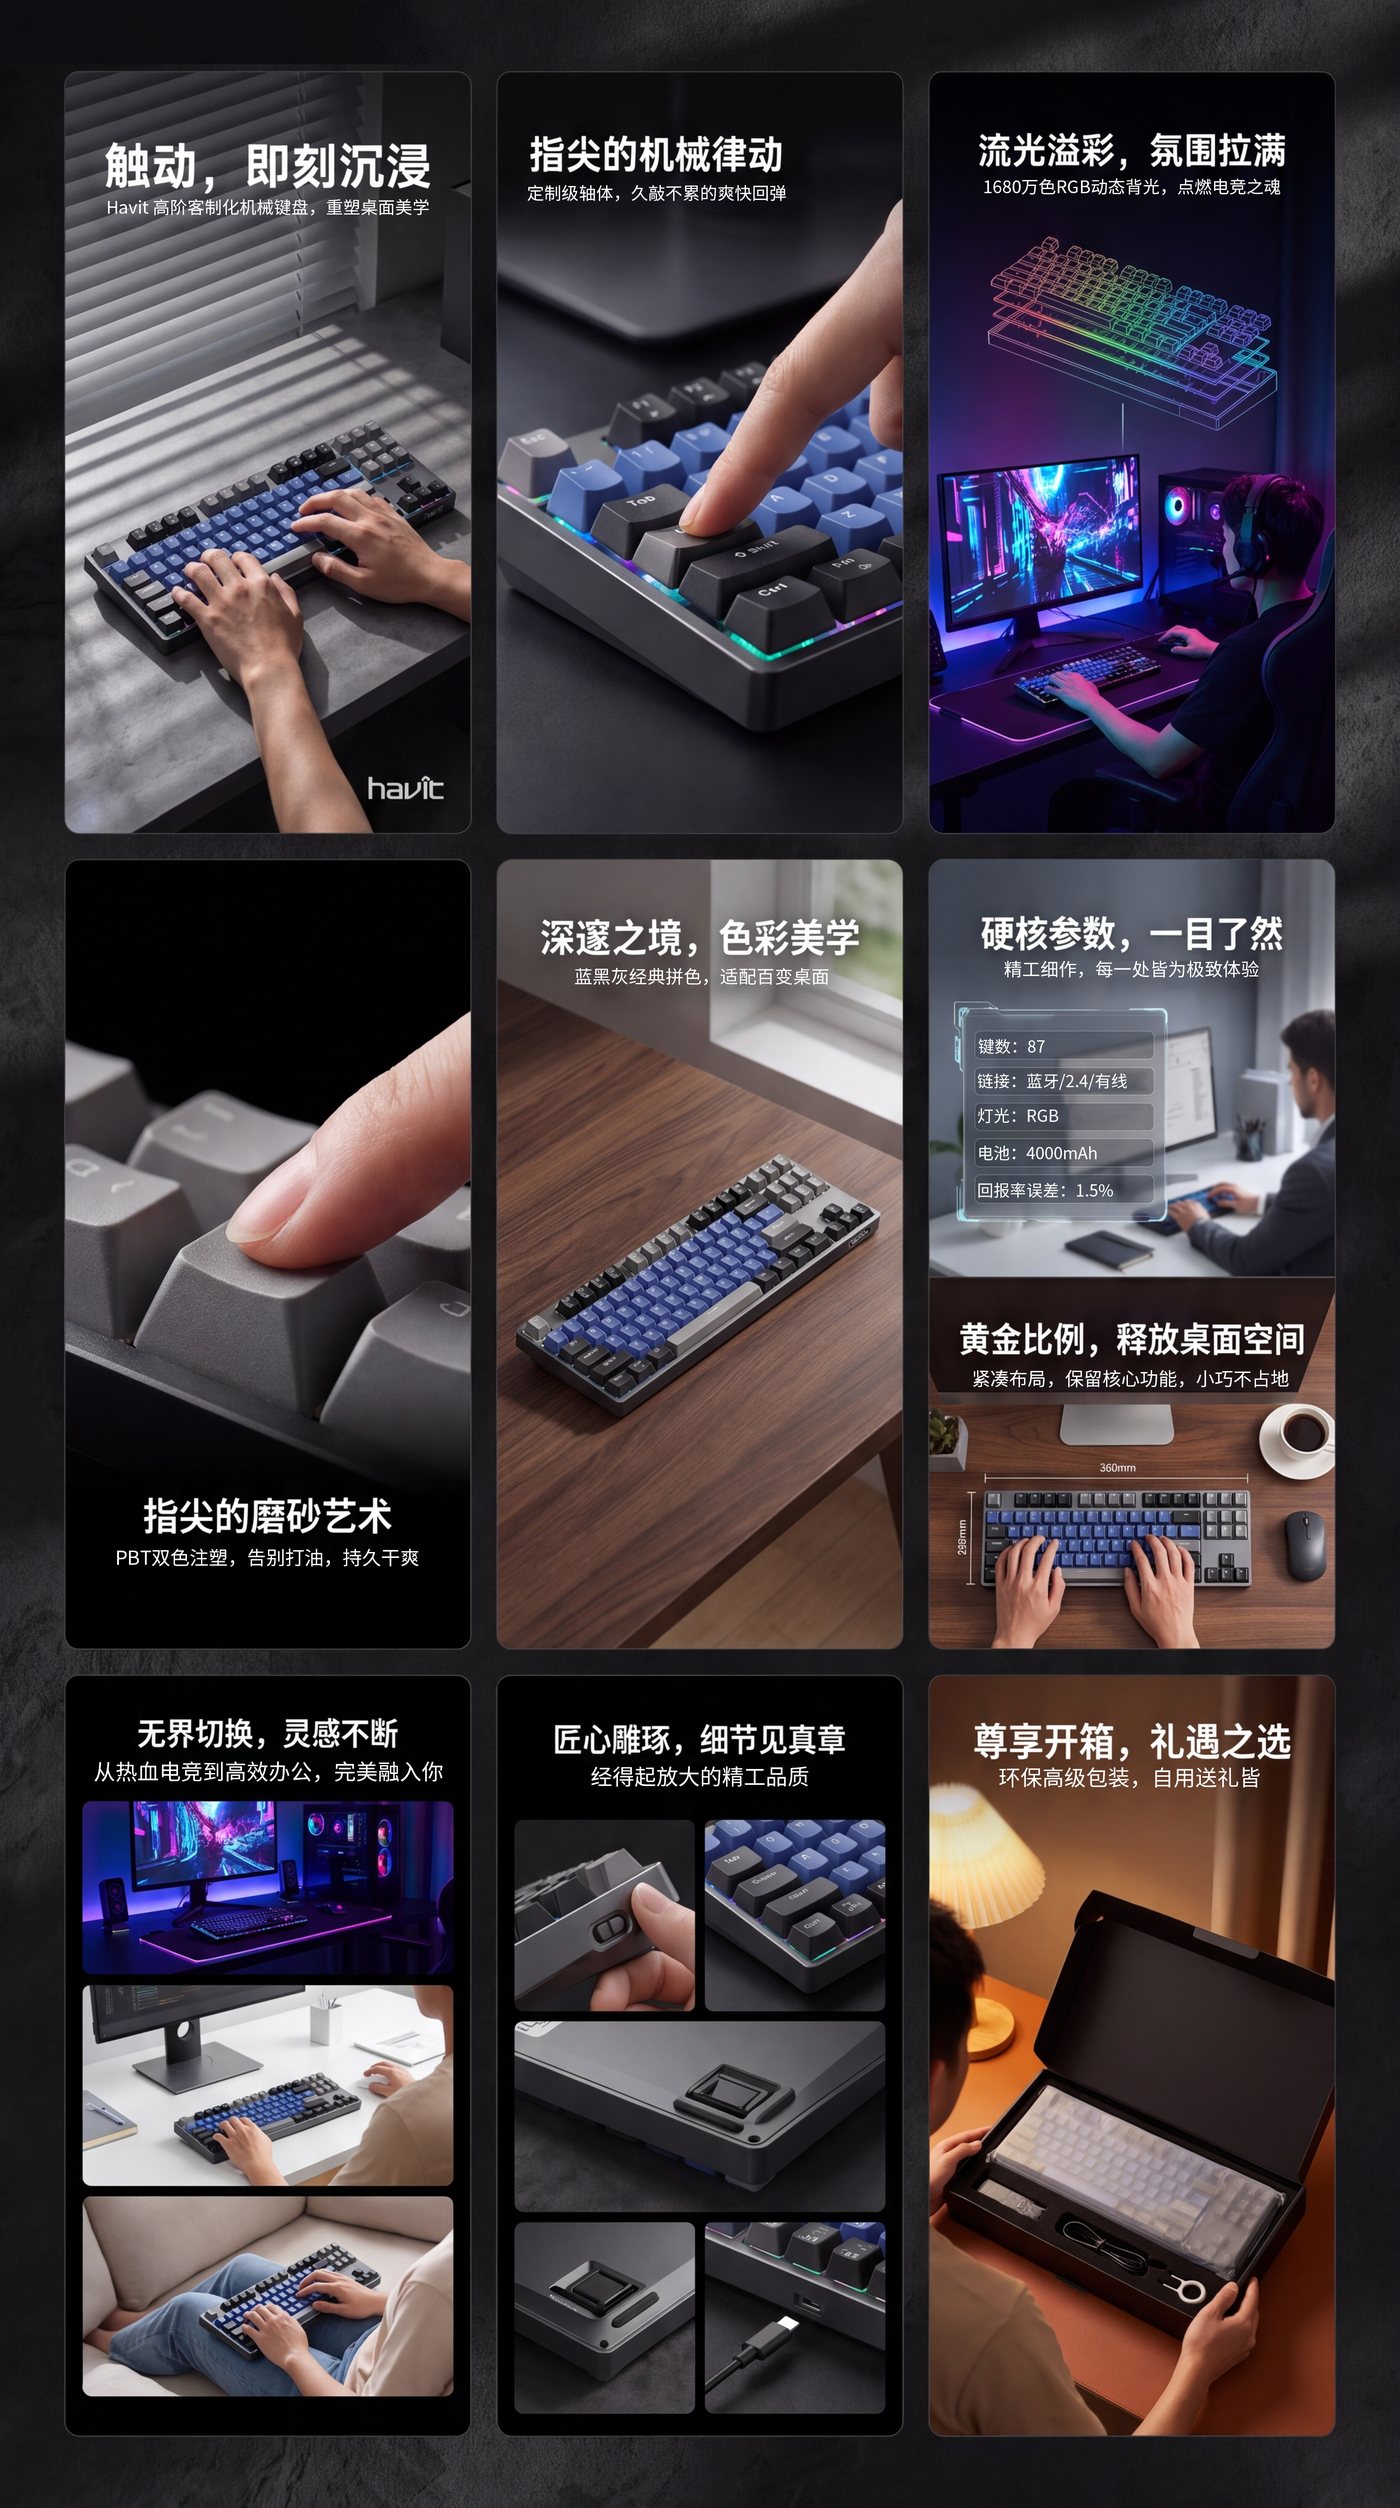 触动，即刻沉浸
Havit 高阶客制化机械键盘，重塑桌面美学
havit
指尖的机械律动
定制级轴体，久敲不累的爽快回弹
Esc
Tab
Shift
Ctrl
A
D
Z
Fn
流光溢彩，氛围拉满
1680万色RGB动态背光，点燃电竞之魂
指尖的磨砂艺术
PBT双色注塑，告别打油，持久干爽
深邃之境，色彩美学
蓝黑灰经典拼色，适配百变桌面
硬核参数，一目了然
精工细作，每一处皆为极致体验
键数：87
链接：蓝牙/2.4/有线
灯光：RGB
电池：4000mAh
回报率误差：1.5%
黄金比例，释放桌面空间
紧凑布局，保留核心功能，小巧不占地
360mm
298mm
无界切换，灵感不断
从热血电竞到高效办公，完美融入你
匠心雕琢，细节见真章
经得起放大的精工品质
尊享开箱，礼遇之选
环保高级包装，自用送礼皆